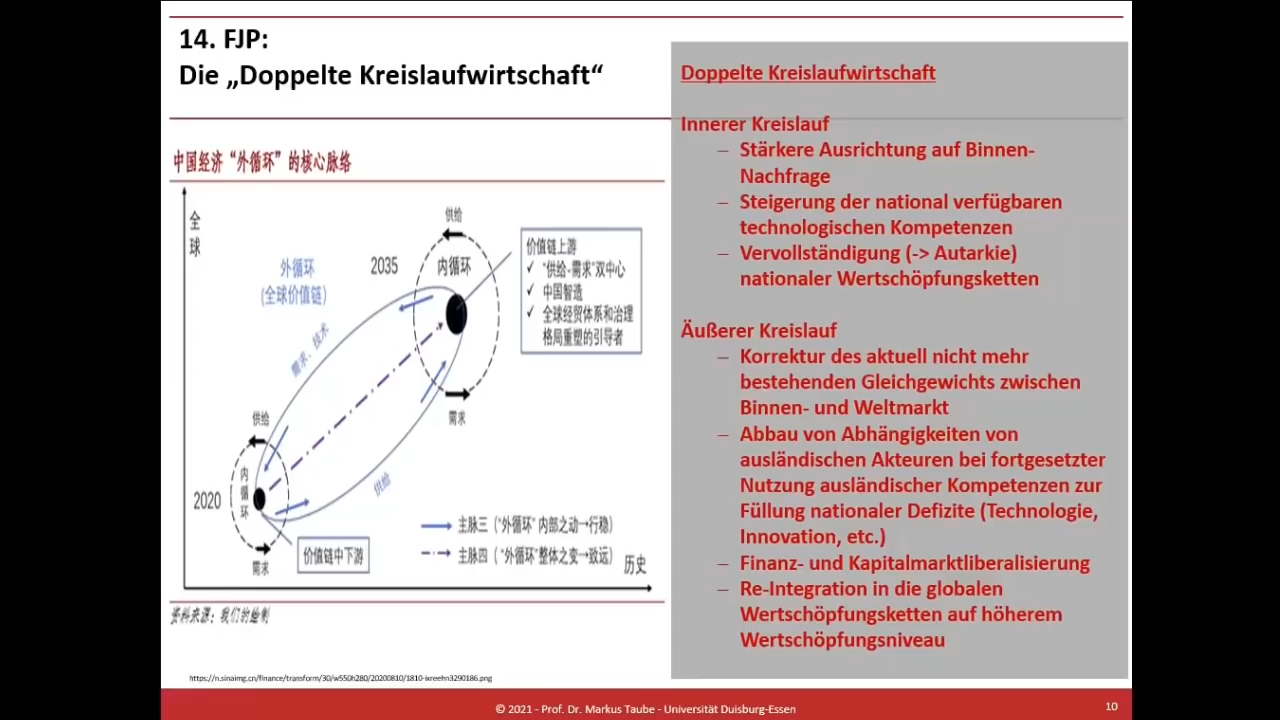 14. FJP:
Die „Doppelte Kreislaufwirtschaft“
中国经济“外循环”的核心脉络
全
球
外循环
(全球价值链)
2035
供给
内循环
需求
需求、技术
供给
价值链上游
✓ “供给-需求”双中心
✓ 中国智造
✓ 全球经贸体系和治理
格局重塑的引导者
2020
供给
内
循
环
需求
价值链中下游
主脉三（“外循环” 内部之动→行稳）
主脉四（“外循环”整体之变→致远）
历史
资料来源：我们的绘制
https://n.sinaimg.cn/finance/transform/30/w550h280/20200810/1810-ixreehn3290186.png
Doppelte Kreislaufwirtschaft
Innerer Kreislauf
– Stärkere Ausrichtung auf Binnen-
Nachfrage
– Steigerung der national verfügbaren
technologischen Kompetenzen
– Vervollständigung (-> Autarkie)
nationaler Wertschöpfungsketten
Äußerer Kreislauf
– Korrektur des aktuell nicht mehr
bestehenden Gleichgewichts zwischen
Binnen- und Weltmarkt
– Abbau von Abhängigkeiten von
ausländischen Akteuren bei fortgesetzter
Nutzung ausländischer Kompetenzen zur
Füllung nationaler Defizite (Technologie,
Innovation, etc.)
– Finanz- und Kapitalmarktliberalisierung
– Re-Integration in die globalen
Wertschöpfungsketten auf höherem
Wertschöpfungsniveau
© 2021 - Prof. Dr. Markus Taube - Universität Duisburg-Essen
10